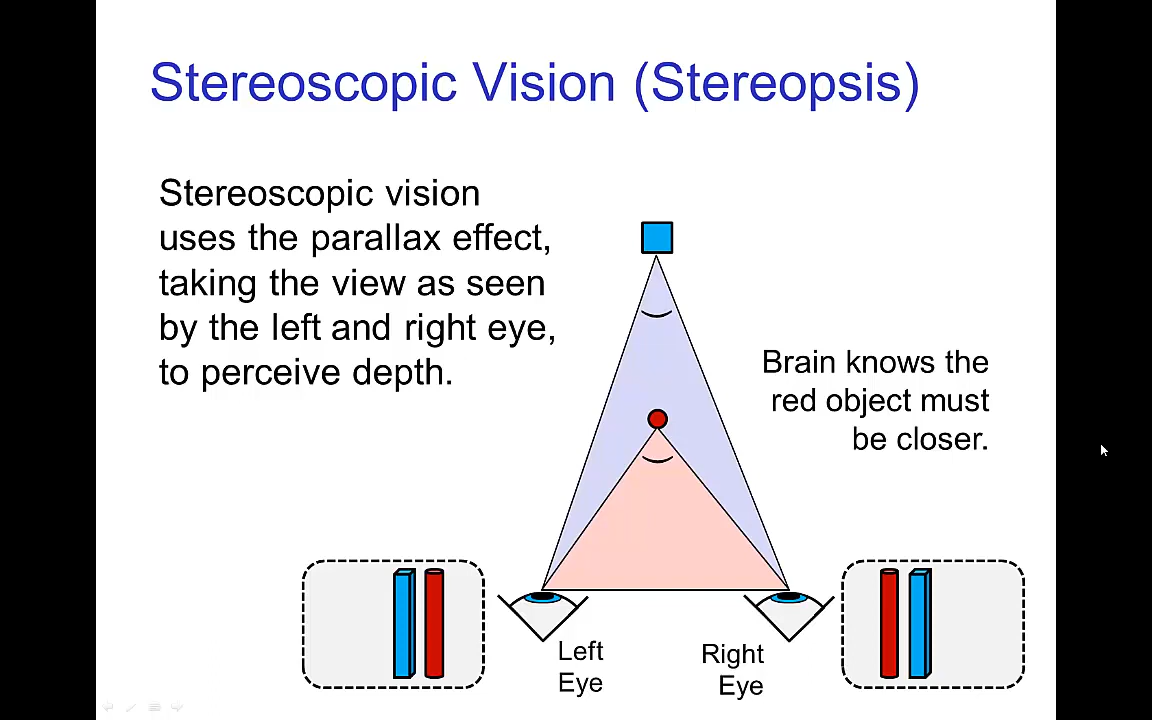 Stereoscopic Vision (Stereopsis)
Stereoscopic vision
uses the parallax effect,
taking the view as seen
by the left and right eye,
to perceive depth.
Brain knows the
red object must
be closer.
Left
Eye
Right
Eye